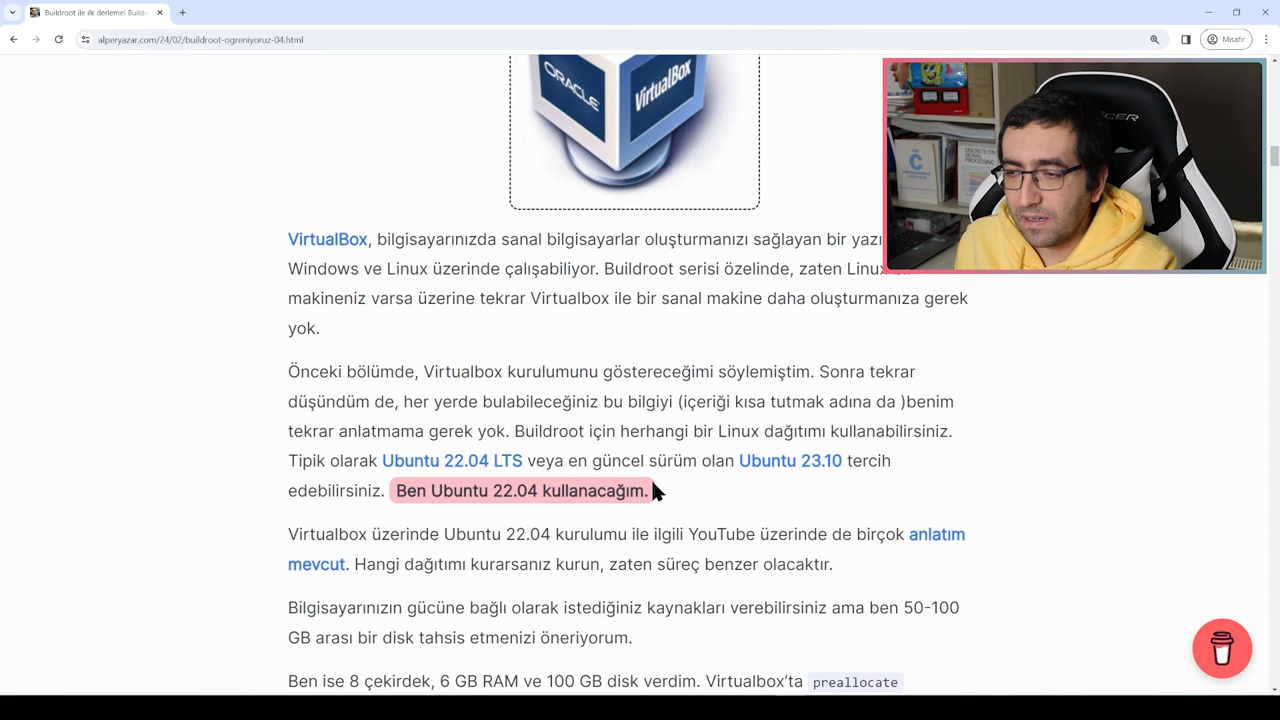 Buildroot ile ilk derleme! Buildr
alperyazar.com/24/02/buildroot-ogreniyoruz-04.html
Misafir
ORACLE
VirtualBox
CER
C
DISCRETE-TIME
SIGNAL
PROCESSING
VirtualBox, bilgisayarınızda sanal bilgisayarlar oluşturmanızı sağlayan bir yazı
Windows ve Linux üzerinde çalışabiliyor. Buildroot serisi özelinde, zaten Linux
makineniz varsa üzerine tekrar Virtualbox ile bir sanal makine daha oluşturmanıza gerek
yok.
Önceki bölümde, Virtualbox kurulumunu göstereceğimi söylemiştim. Sonra tekrar
düşündüm de, her yerde bulabileceğiniz bu bilgiyi (içeriği kısa tutmak adına da )benim
tekrar anlatmama gerek yok. Buildroot için herhangi bir Linux dağıtımı kullanabilirsiniz.
Tipik olarak Ubuntu 22.04 LTS veya en güncel sürüm olan Ubuntu 23.10 tercih
edebilirsiniz. Ben Ubuntu 22.04 kullanacağım.
Virtualbox üzerinde Ubuntu 22.04 kurulumu ile ilgili YouTube üzerinde de birçok anlatım
mevcut. Hangi dağıtımı kurarsanız kurun, zaten süreç benzer olacaktır.
Bilgisayarınızın gücüne bağlı olarak istediğiniz kaynakları verebilirsiniz ama ben 50-100
GB arası bir disk tahsis etmenizi öneriyorum.
Ben ise 8 çekirdek, 6 GB RAM ve 100 GB disk verdim. Virtualbox'ta preallocate